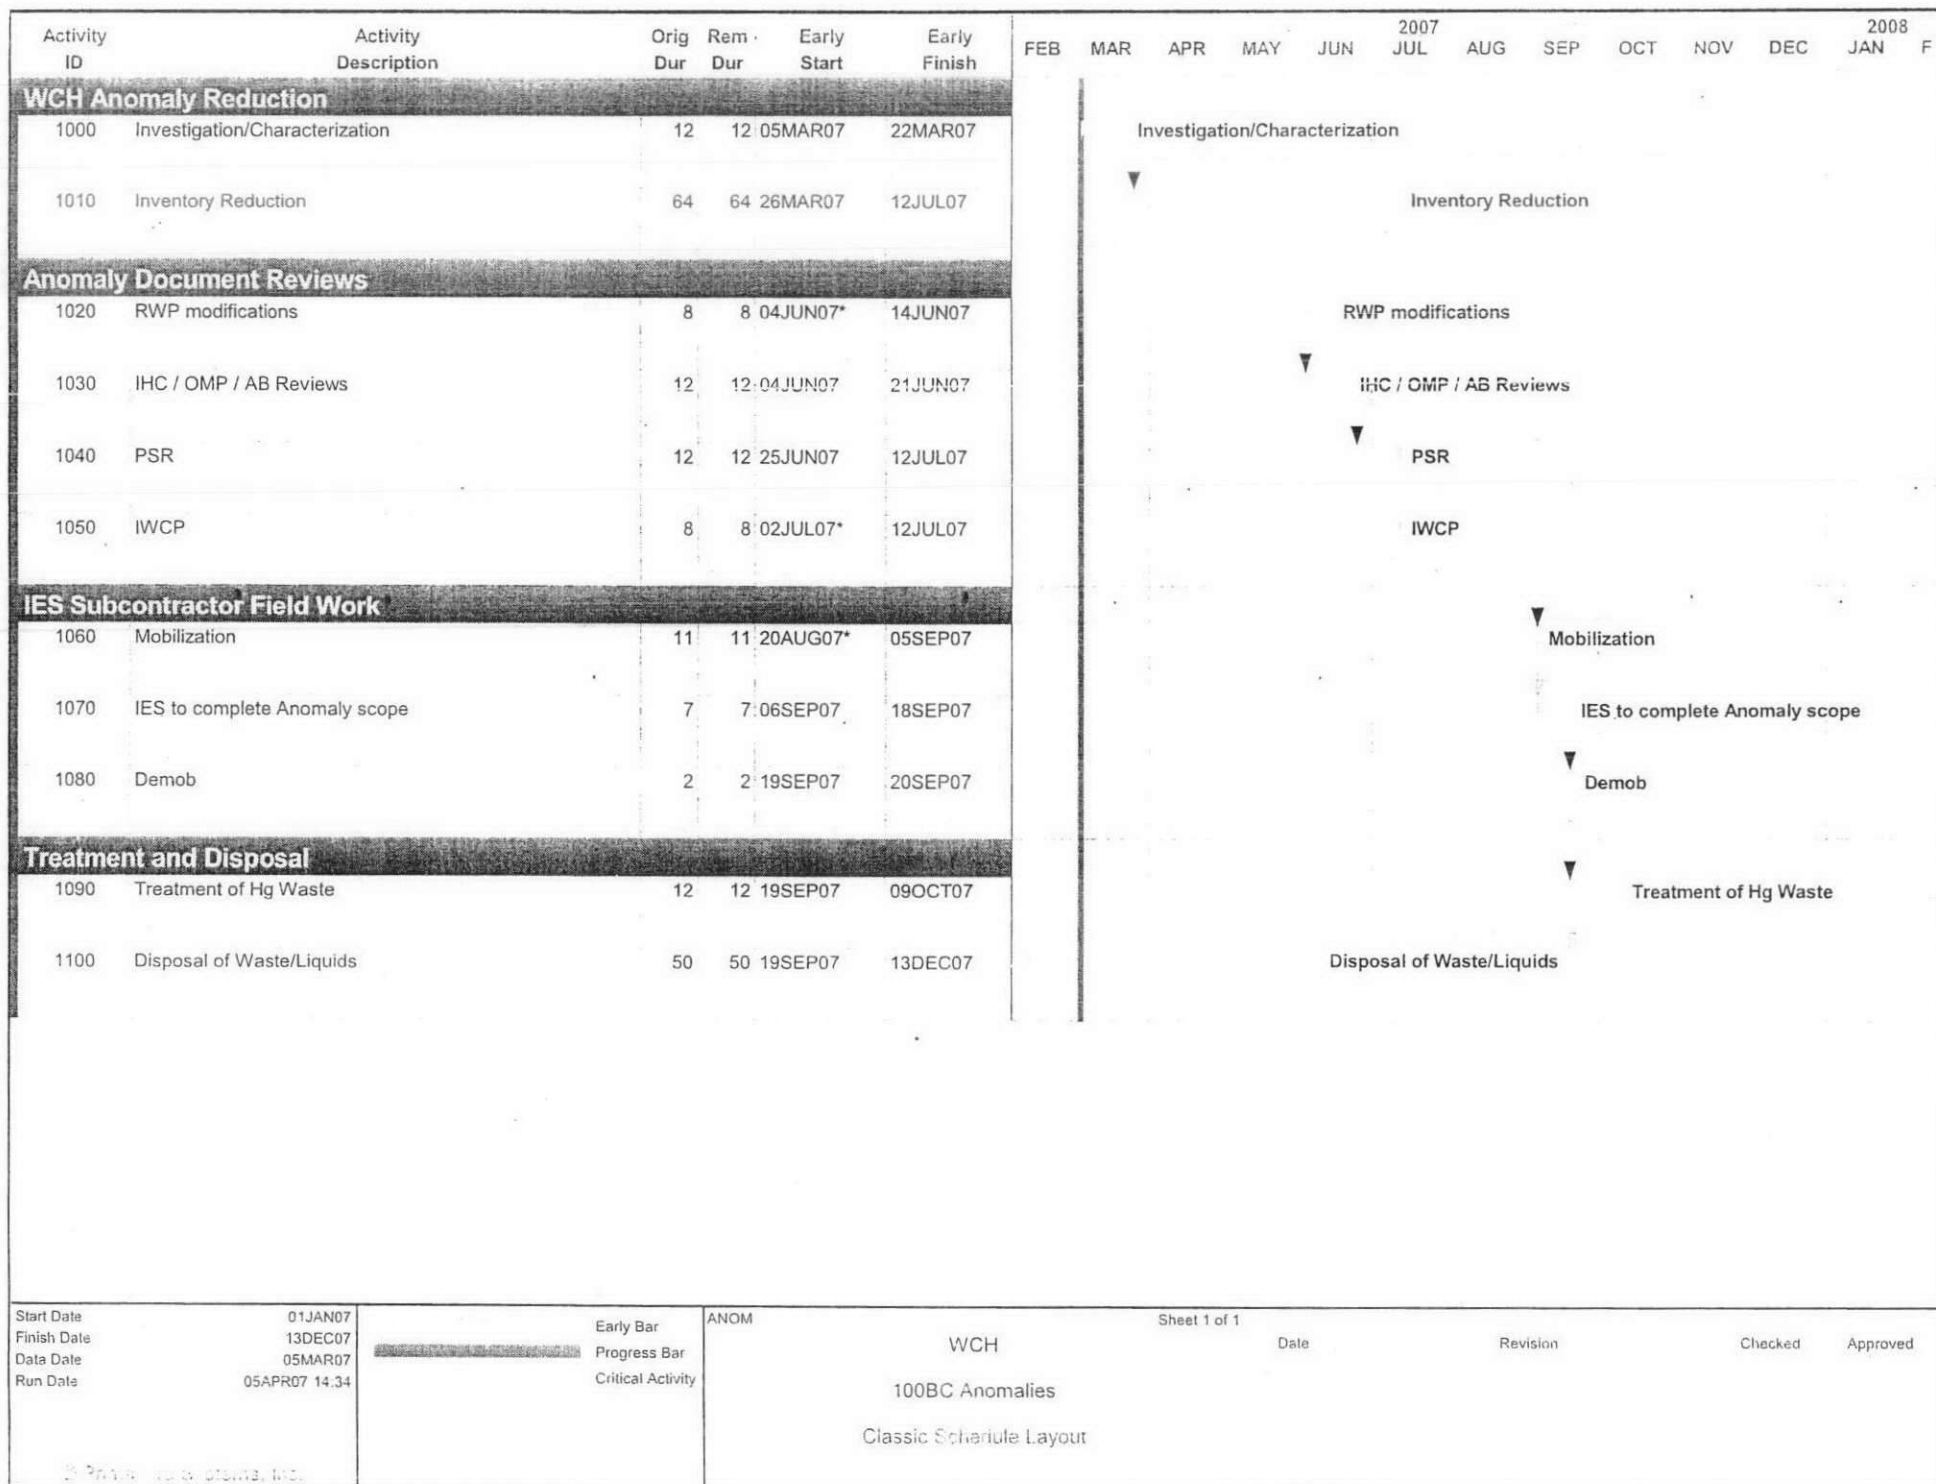 2007 2008
Activity Activity Orig Rem Early Early FEB MAR APR MAY JUN JUL AUG SEP OCT NOV DEC JAN F
ID Description Dur Dur Start Finish
WCH Anomaly Reduction
1000 Investigation/Characterization 12 12 05MAR07 22MAR07 Investigation/Characterization
1010 Inventory Reduction 64 64 26MAR07 12JUL07 Inventory Reduction
Anomaly Document Reviews
1020 RWP modifications 8 8 04JUN07* 14JUN07 RWP modifications
1030 IHC / OMP / AB Reviews 12 12 04JUN07 21JUN07 IHC / OMP / AB Reviews
1040 PSR 12 12 25JUN07 12JUL07 PSR
1050 IWCP 8 8 02JUL07* 12JUL07 IWCP
IES Subcontractor Field Work
1060 Mobilization 11 11 20AUG07* 05SEP07 Mobilization
1070 IES to complete Anomaly scope 7 7 06SEP07 18SEP07 IES to complete Anomaly scope
1080 Demob 2 2 19SEP07 20SEP07 Demob
Treatment and Disposal
1090 Treatment of Hg Waste 12 12 19SEP07 09OCT07 Treatment of Hg Waste
1100 Disposal of Waste/Liquids 50 50 19SEP07 13DEC07 Disposal of Waste/Liquids
Start Date 01JAN07
Finish Date 13DEC07
Data Date 05MAR07
Run Date 05APR07 14:34
Early Bar
Progress Bar
Critical Activity
ANOM Sheet 1 of 1
WCH
100BC Anomalies
Classic Schedule Layout
Date Revision Checked Approved